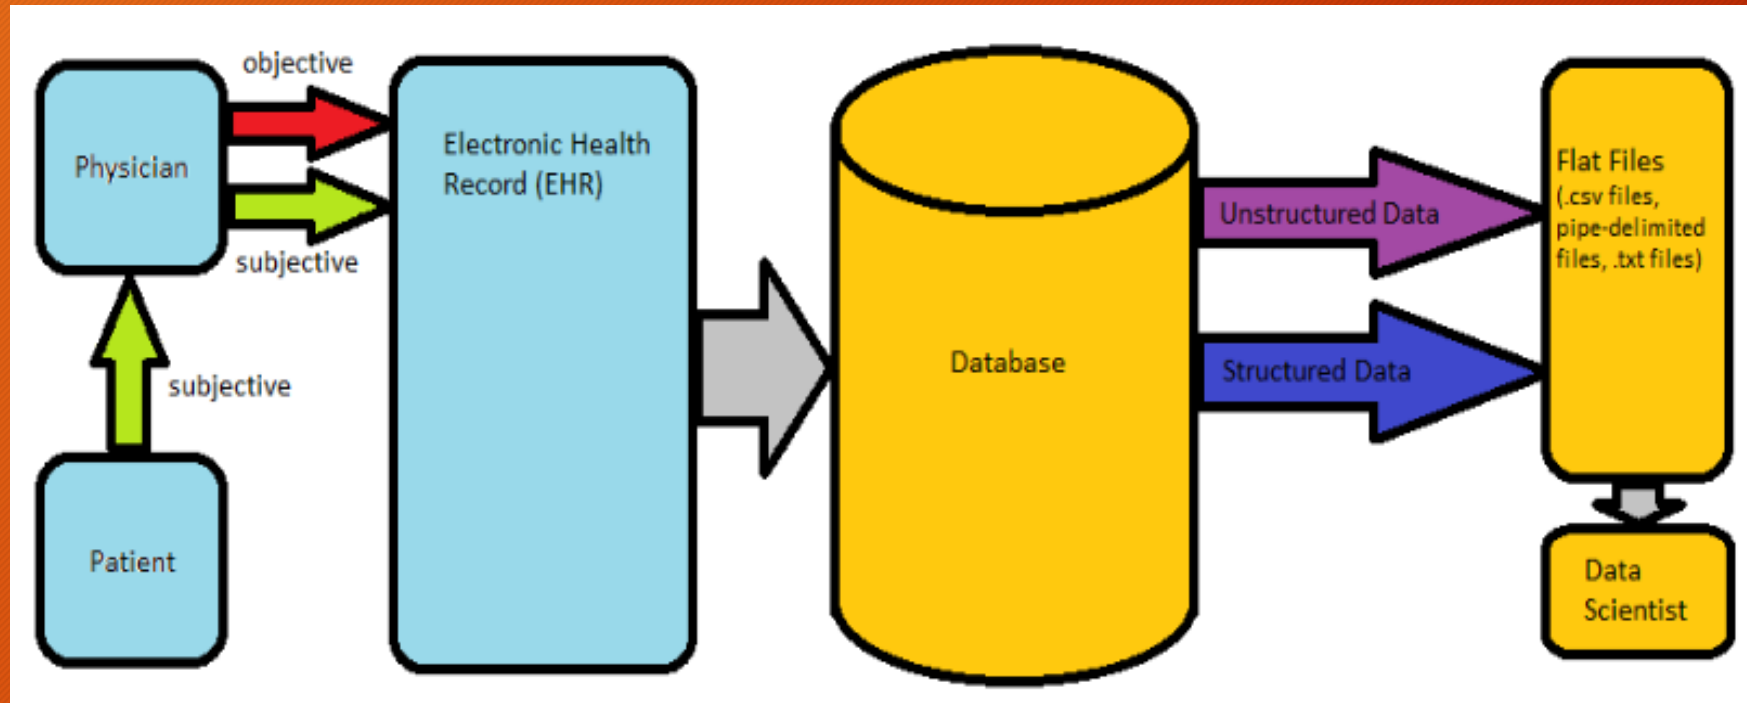 objective
Physician
subjective
subjective
Patient
Electronic Health
Record (EHR)
Database
Unstructured Data
Structured Data
Flat Files
(.csv files,
pipe-delimited
files, .txt files)
Data
Scientist